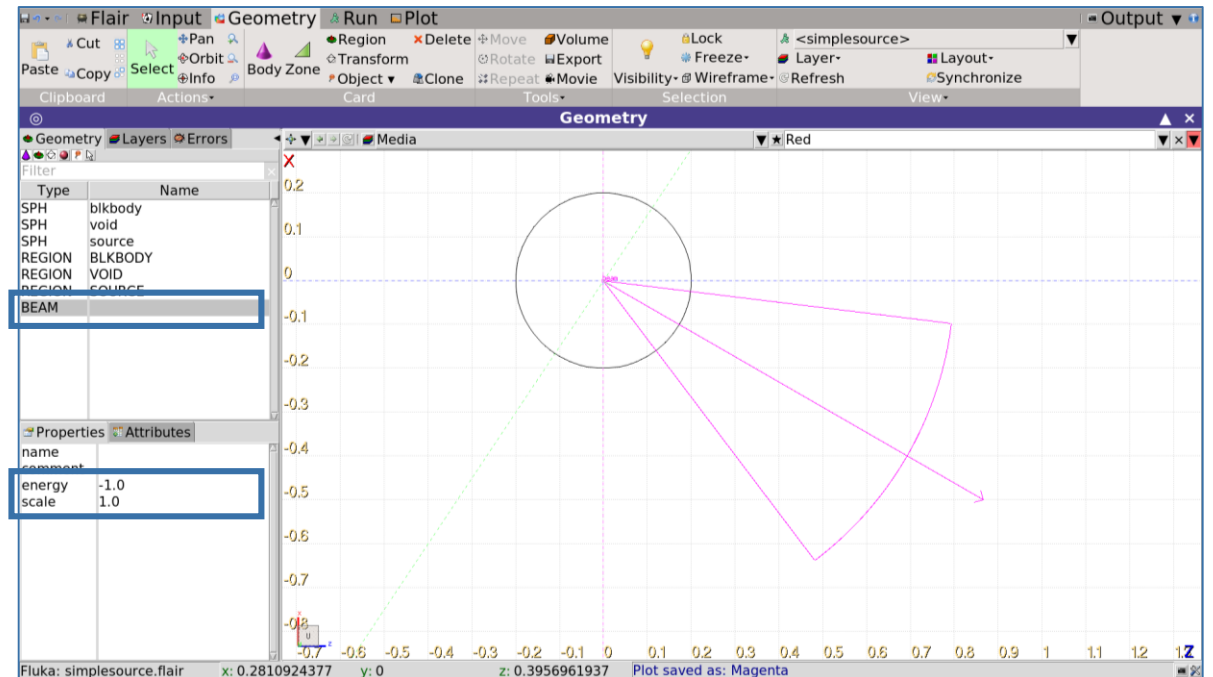 Flair Input Geometry Run Plot Output
Paste Cut Copy Select Pan Orbit Info Body Zone Region Transform Object Delete Clone Move Rotate Repeat Volume Export Movie Visibility Lock Freeze Wireframe <simplesource> Layer Refresh Layout Synchronize
Clipboard Actions Card Tools Selection View
Geometry
Geometry Layers Errors Media Red
Filter
Type Name
SPH blkbody
SPH void
SPH source
REGION BLKBODY
REGION VOID
REGION SOURCE
BEAM
Properties Attributes
name
comment
energy -1.0
scale 1.0
X
0.2
0.1
0
-0.1
-0.2
-0.3
-0.4
-0.5
-0.6
-0.7
-0.8
U
-0.7 -0.6 -0.5 -0.4 -0.3 -0.2 -0.1 0 0.1 0.2 0.3 0.4 0.5 0.6 0.7 0.8 0.9 1 1.1 1.2 1. Z
Fluka: simplesource.flair x: 0.2810924377 y: 0 z: 0.3956961937 Plot saved as: Magenta